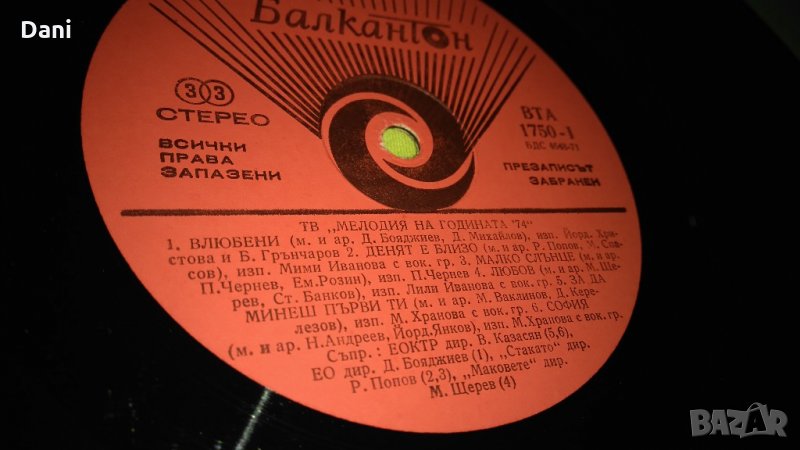 Dani
Балкантон
33
СТЕРЕО
ВСИЧКИ
ПРАВА
ЗАПАЗЕНИ
ВТА
1750-1
БДС
ПРЕЗАПИСЪТ
ЗАБРАНЕН
ТВ „МЕЛОДИЯ НА ГОДИНАТА '74“
1. ВЛЮБЕНИ (м. и ар. Д. Бояджиев, Д. Михайлов), изп. Йорд. Хри-
стова и Б. Грънчаров 2. ДЕНЯТ Е БЛИЗО (м. и ар. Р. Попов, М. Спа-
сов), изп. Мими Иванова с вок. гр. 3. МАЛКО СЛЪНЦЕ (м. и ар.
П. Чернев, Ем. Розин), изп. П. Чернев 4. ЛЮБОВ (м. и ар. М. Ще-
рев, Ст. Банков), изп. Лили Иванова с вок. гр. 5. ЗА ДА
МИНЕШ ПЪРВИ ТИ (м. и ар. М. Ваклинов, Д. Кере-
лезов), изп. М. Хранова с вок. гр. 6. СОФИЯ
(м. и ар. Н. Андреев, Йорд. Янков), изп. М. Хранова с вок. гр.
Съпр.: ЕОКТР дир. В. Казасян (5,6),
ЕО дир. Д. Бояджиев (1), „Стакато“ дир.
Р. Попов (2,3), „Маковете“ дир.
М. Щерев (4)
BAZAR